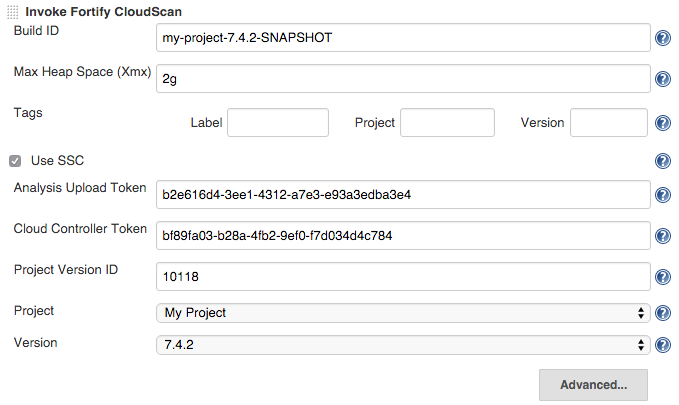 Invoke Fortify CloudScan
Build ID my-project-7.4.2-SNAPSHOT ?
Max Heap Space (Xmx) 2g ?
Tags Label Project Version ?
Use SSC ?
Analysis Upload Token b2e616d4-3ee1-4312-a7e3-e93a3edba3e4 ?
Cloud Controller Token bf89fa03-b28a-4fb2-9ef0-f7d034d4c784 ?
Project Version ID 10118 ?
Project My Project ?
Version 7.4.2 ?
Advanced...